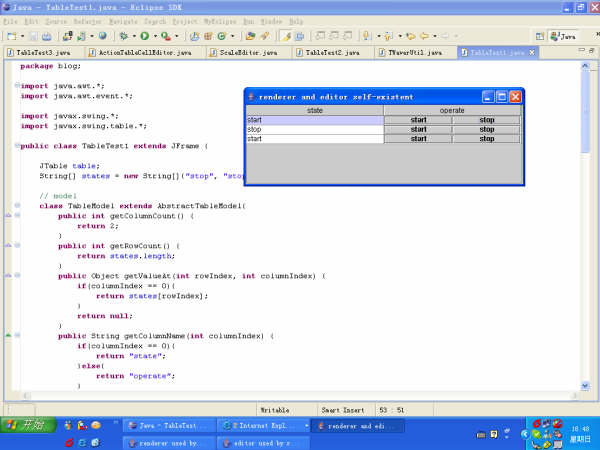 Java - TableTest1.java - Eclipse SDK
File Edit Source Refactor Navigate Search Project MyEclipse Run Window Help
Java
TableTest3.java ActionTableCellEditor.java ScaleEditor.java TableTest2.java TWaverUtil.java TableTest1.java
package blog;
import java.awt.*;
import java.awt.event.*;
import javax.swing.*;
import javax.swing.table.*;
public class TableTest1 extends JFrame {
JTable table;
String[] states = new String[]{"stop", "stop
// model
class TableModel extends AbstractTableModel{
public int getColumnCount() {
return 2;
}
public int getRowCount() {
return states.length;
}
public Object getValueAt(int rowIndex, int columnIndex) {
if(columnIndex == 0){
return states[rowIndex];
}
return null;
}
public String getColumnName(int columnIndex) {
if(columnIndex == 0){
return "state";
}else{
return "operate";
}
renderer and editor self-existent
state operate
start start stop
stop start stop
start start stop
Writable Smart Insert 53 : 51
开始 Java - TableTest... 2 Internet Expl... renderer and edi... 16:48
renderer used by... editor used by r... 星期日